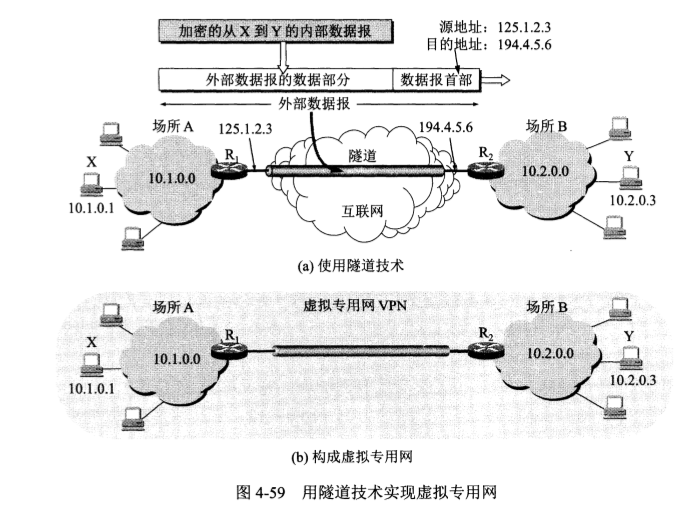 加密的从 X 到 Y 的内部数据报
源地址：125.1.2.3
目的地址：194.4.5.6
外部数据报的数据部分
数据报首部
外部数据报
场所 A
125.1.2.3
194.4.5.6
场所 B
X
R1
隧道
R2
Y
10.1.0.0
10.2.0.0
10.1.0.1
互联网
10.2.0.3
(a) 使用隧道技术
场所 A
虚拟专用网 VPN
场所 B
X
R1
R2
Y
10.1.0.0
10.2.0.0
10.1.0.1
10.2.0.3
(b) 构成虚拟专用网
图 4-59 用隧道技术实现虚拟专用网